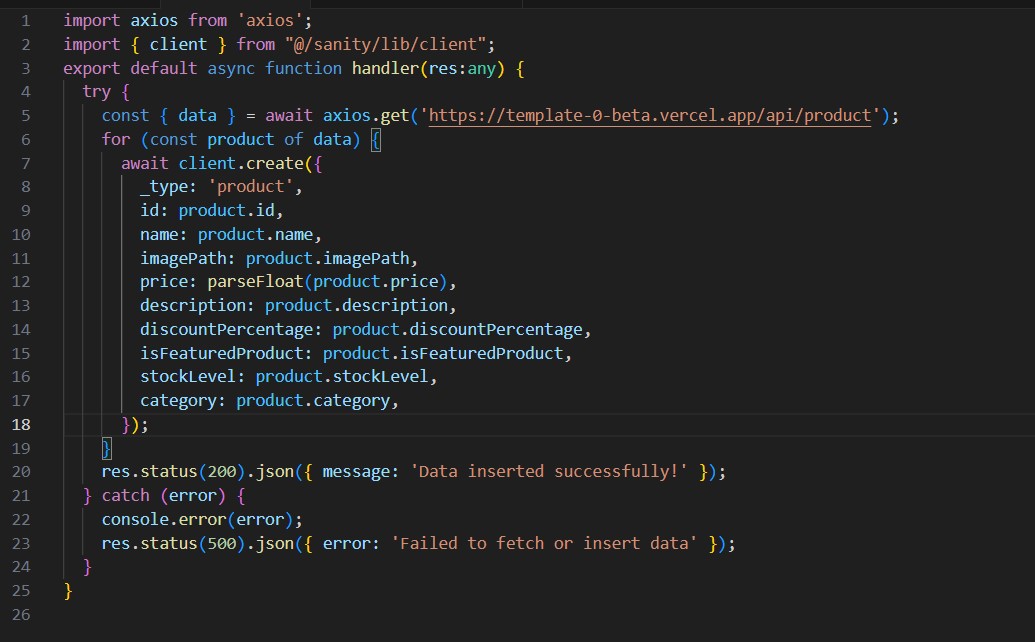 1 import axios from 'axios';
2 import { client } from "@/sanity/lib/client";
3 export default async function handler(res:any) {
4   try {
5     const { data } = await axios.get('https://template-0-beta.vercel.app/api/product');
6     for (const product of data) {
7       await client.create({
8         _type: 'product',
9         id: product.id,
10         name: product.name,
11         imagePath: product.imagePath,
12         price: parseFloat(product.price),
13         description: product.description,
14         discountPercentage: product.discountPercentage,
15         isFeaturedProduct: product.isFeaturedProduct,
16         stockLevel: product.stockLevel,
17         category: product.category,
18       });
19     }
20     res.status(200).json({ message: 'Data inserted successfully!' });
21   } catch (error) {
22     console.error(error);
23     res.status(500).json({ error: 'Failed to fetch or insert data' });
24   }
25 }
26